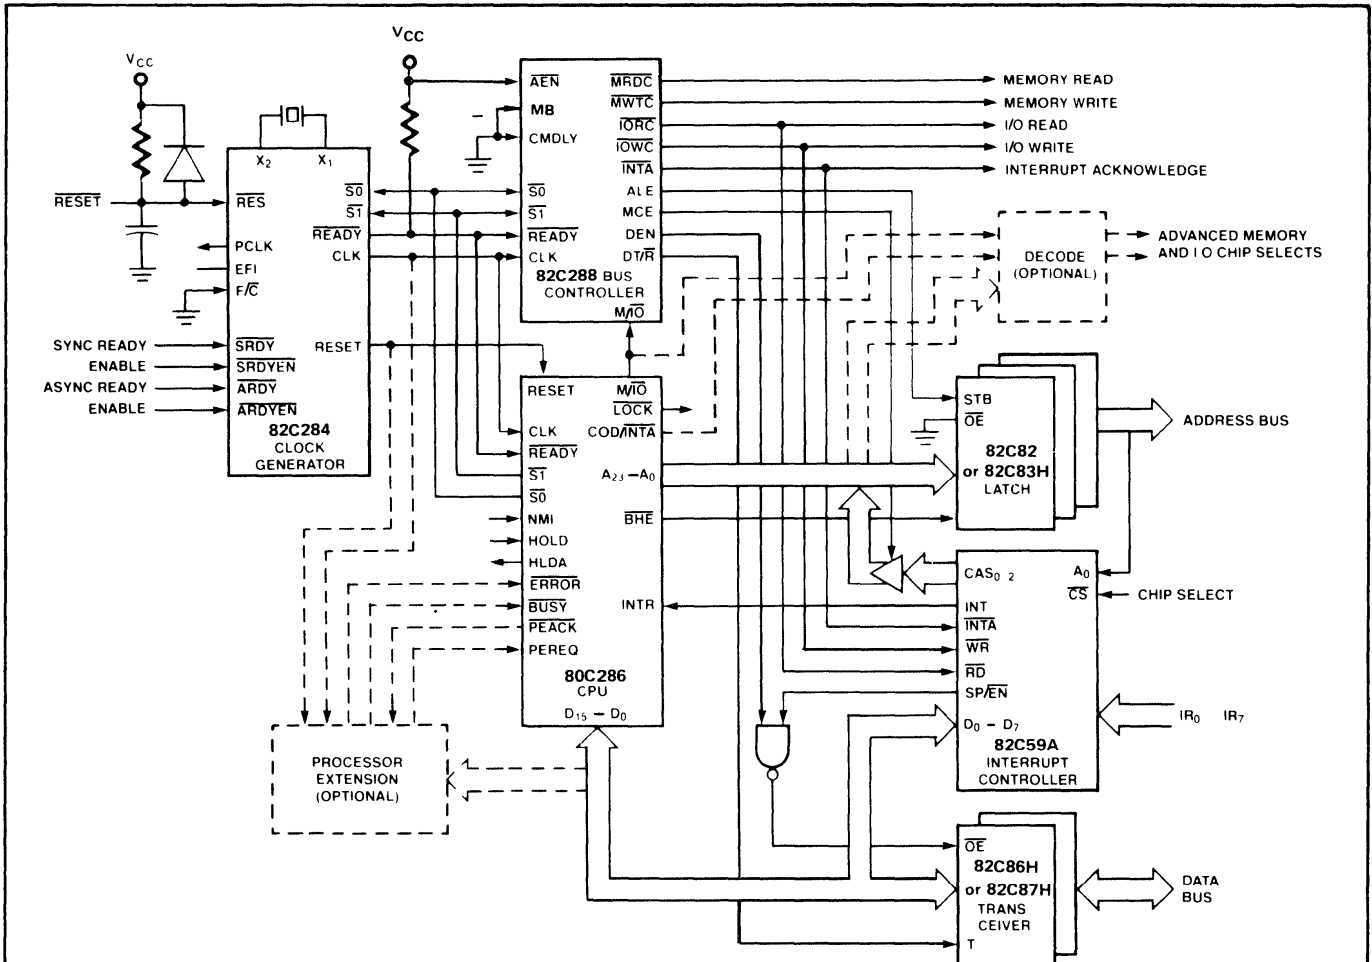 VCC
VCC
X2
X1
RESET
RES
PCLK
EFI
F/C
SYNC READY
ENABLE
ASYNC READY
ENABLE
SRDY
SRDYEN
ARDY
ARDYEN
S0
S1
READY
CLK
RESET
82C284
CLOCK
GENERATOR
AEN
MB
CMDLY
S0
S1
READY
CLK
MRDC
MWTC
IORC
IOWC
INTA
ALE
MCE
DEN
DT/R
82C288 BUS
CONTROLLER
M/IO
MEMORY READ
MEMORY WRITE
I/O READ
I/O WRITE
INTERRUPT ACKNOWLEDGE
DECODE
(OPTIONAL)
ADVANCED MEMORY
AND I O CHIP SELECTS
RESET
CLK
READY
S1
S0
NMI
HOLD
HLDA
ERROR
BUSY
PEACK
PEREQ
M/IO
LOCK
COD/INTA
A23 – A0
BHE
INTR
80C286
CPU
D15 – D0
STB
OE
82C82
or 82C83H
LATCH
ADDRESS BUS
CAS0 2
A0
CS
CHIP SELECT
INT
INTA
WR
RD
SP/EN
D0 – D7
82C59A
INTERRUPT
CONTROLLER
IR0 IR7
PROCESSOR
EXTENSION
(OPTIONAL)
OE
82C86H
or 82C87H
TRANS
CEIVER
T
DATA
BUS